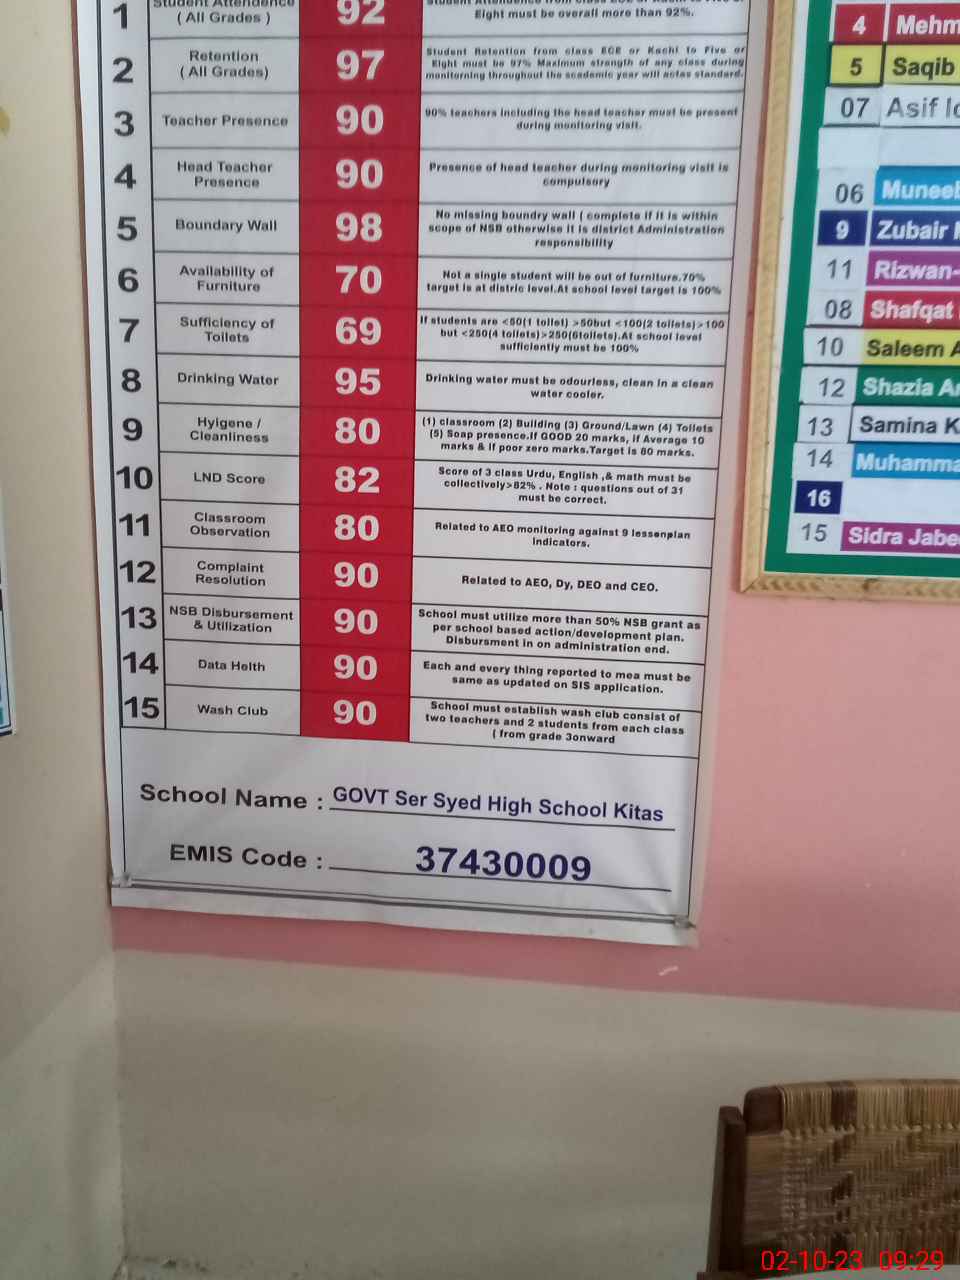 1
Student Attendence
( All Grades )
92
Eight must be overall more than 92%.
2
Retention
( All Grades)
97
Student Retention from class ECE or Kachi to Five or
Eight must be 97% Maximum strength of any class during
monitorning throughout the academic year will actas standard.
3
Teacher Presence
90
90% teachers including the head teacher must be present
during monitoring visit.
4
Head Teacher
Presence
90
Presence of head teacher during monitoring visit is
compulsory
5
Boundary Wall
98
No missing boundry wall ( complete if it is within
scope of NSB otherwise it is district Administration
responsibility
6
Availability of
Furniture
70
Not a single student will be out of furniture.70%
target is at distric level.At school level target is 100%
7
Sufficiency of
Toilets
69
If students are <50(1 toilet) >50but <100(2 toilets)>100
but <250(4 toilets)>250(6toilets).At school level
sufficiently must be 100%
8
Drinking Water
95
Drinking water must be odourless, clean in a clean
water cooler.
9
Hyigene /
Cleanliness
80
(1) classroom (2) Building (3) Ground/Lawn (4) Toilets
(5) Soap presence.If GOOD 20 marks, if Average 10
marks & if poor zero marks.Target is 80 marks.
10
LND Score
82
Score of 3 class Urdu, English ,& math must be
collectively>82% . Note : questions out of 31
must be correct.
11
Classroom
Observation
80
Related to AEO monitoring against 9 lessenplan
indicators.
12
Complaint
Resolution
90
Related to AEO, Dy, DEO and CEO.
13
NSB Disbursement
& Utilization
90
School must utilize more than 50% NSB grant as
per school based action/development plan.
Disbursment in on administration end.
14
Data Helth
90
Each and every thing reported to mea must be
same as updated on SIS application.
15
Wash Club
90
School must establish wash club consist of
two teachers and 2 students from each class
( from grade 3onward
School Name : GOVT Ser Syed High School Kitas
EMIS Code : 37430009
4 Mehm
5 Saqib
07 Asif
06 Muneeb
9 Zubair
11 Rizwan-
08 Shafqat
10 Saleem A
12 Shazia
13 Samina K
14 Muhamma
16
15 Sidra Jabe
02-10-23 09:29